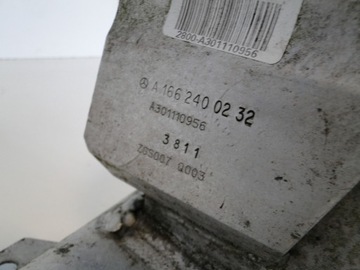 2800-A301110956
A 166 240 02 32
A301110956
3811
Z65007 Q003